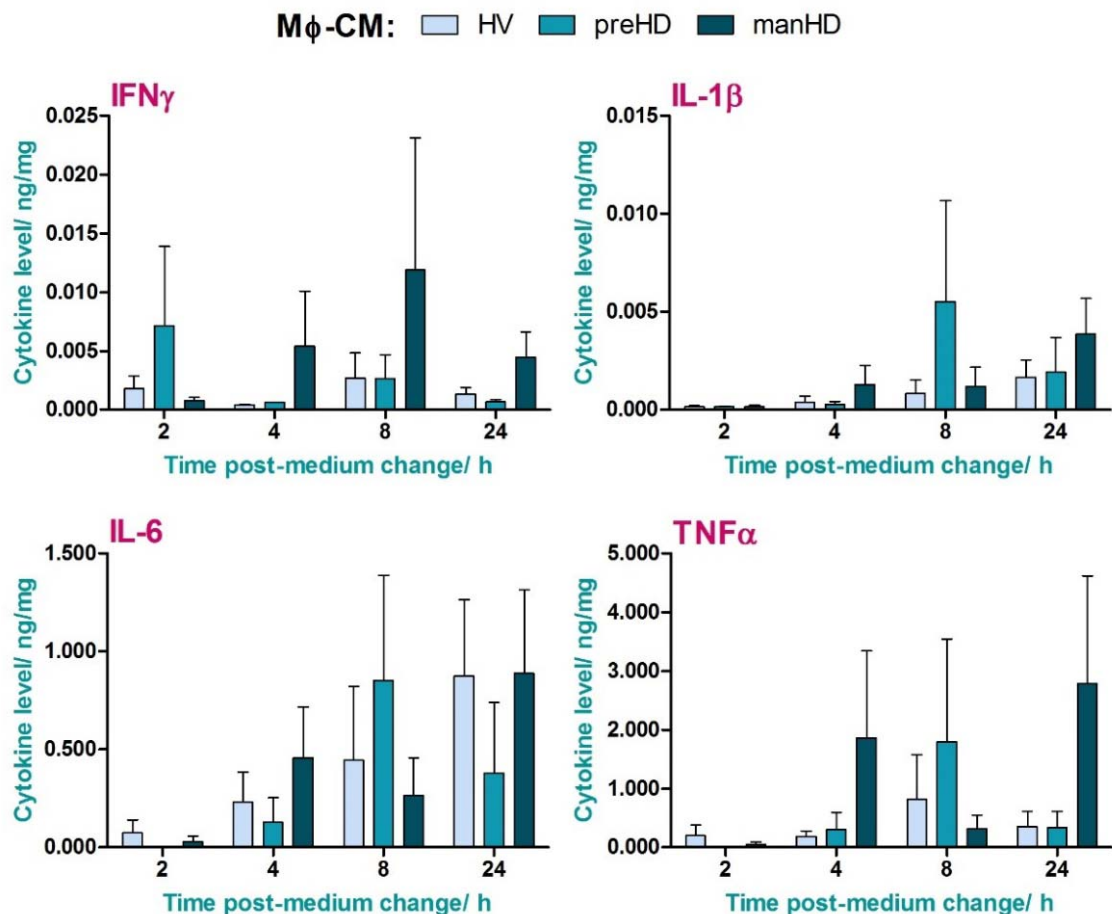 Mϕ-CM: HV preHD manHD
IFNγ
0.025
0.020
0.015
0.010
0.005
0.000
Cytokine level/ ng/mg
2 4 8 24
Time post-medium change/ h
IL-1β
0.015
0.010
0.005
0.000
Cytokine level/ ng/mg
2 4 8 24
Time post-medium change/ h
IL-6
1.500
1.000
0.500
0.000
Cytokine level/ ng/mg
2 4 8 24
Time post-medium change/ h
TNFα
5.000
4.000
3.000
2.000
1.000
0.000
Cytokine level/ ng/mg
2 4 8 24
Time post-medium change/ h